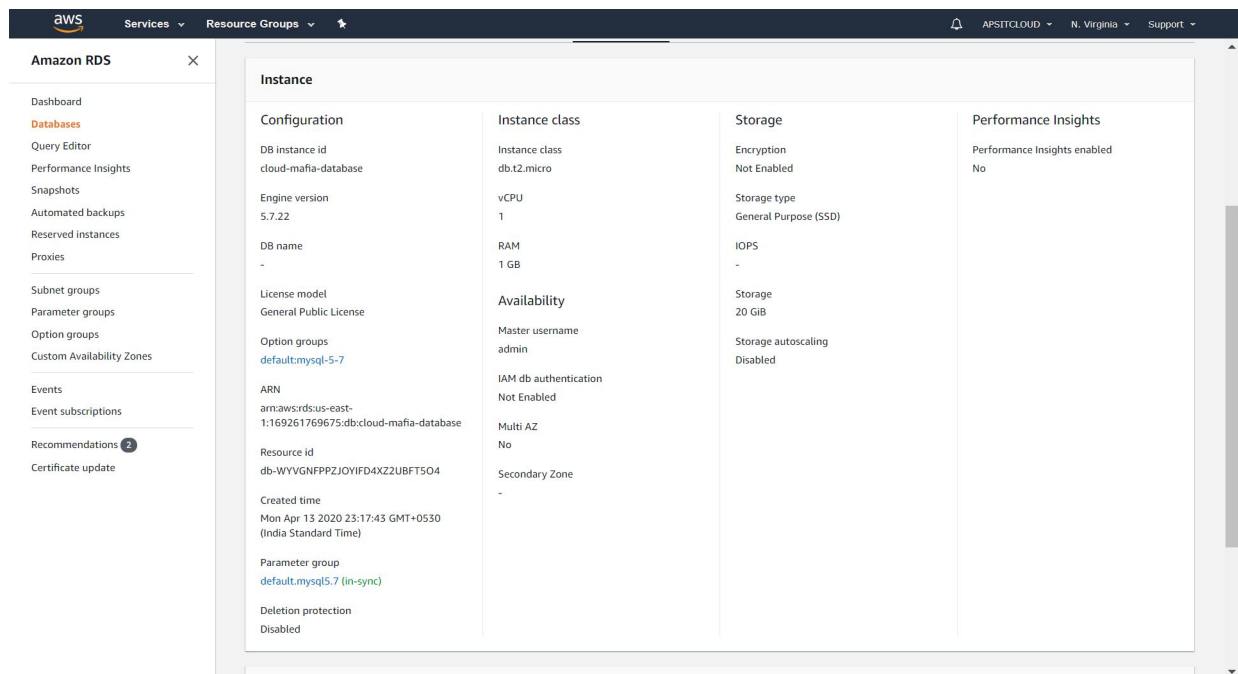 aws
Services
Resource Groups
APSITCLOUD
N. Virginia
Support
Amazon RDS
Dashboard
Databases
Query Editor
Performance Insights
Snapshots
Automated backups
Reserved instances
Proxies
Subnet groups
Parameter groups
Option groups
Custom Availability Zones
Events
Event subscriptions
Recommendations 2
Certificate update
Instance
Configuration
DB instance id
cloud-mafia-database
Engine version
5.7.22
DB name
-
License model
General Public License
Option groups
default:mysql-5-7
ARN
arn:aws:rds:us-east-
1:169261769675:db:cloud-mafia-database
Resource id
db-WYVGNFPPZJOYIFD4XZ2UBFT5O4
Created time
Mon Apr 13 2020 23:17:43 GMT+0530
(India Standard Time)
Parameter group
default.mysql5.7 (in-sync)
Deletion protection
Disabled
Instance class
Instance class
db.t2.micro
vCPU
1
RAM
1 GB
Availability
Master username
admin
IAM db authentication
Not Enabled
Multi AZ
No
Secondary Zone
-
Storage
Encryption
Not Enabled
Storage type
General Purpose (SSD)
IOPS
-
Storage
20 GiB
Storage autoscaling
Disabled
Performance Insights
Performance Insights enabled
No